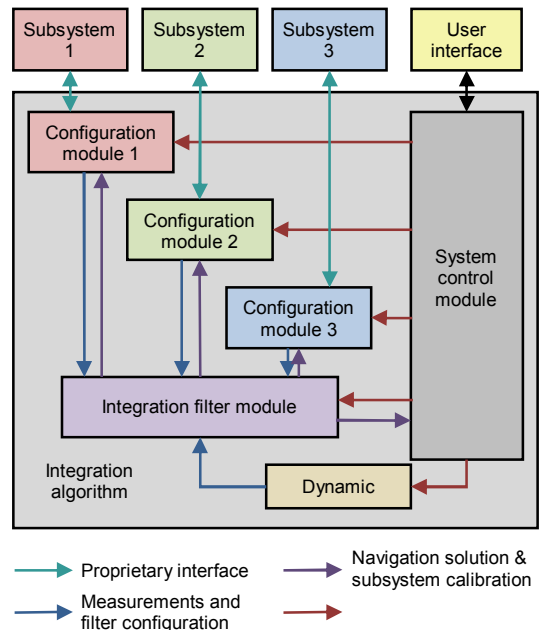 Subsystem
1
Subsystem
2
Subsystem
3
User
interface
Configuration
module 1
Configuration
module 2
System
control
module
Configuration
module 3
Integration filter module
Integration
algorithm
Dynamic
Proprietary interface
Navigation solution &
subsystem calibration
Measurements and
filter configuration